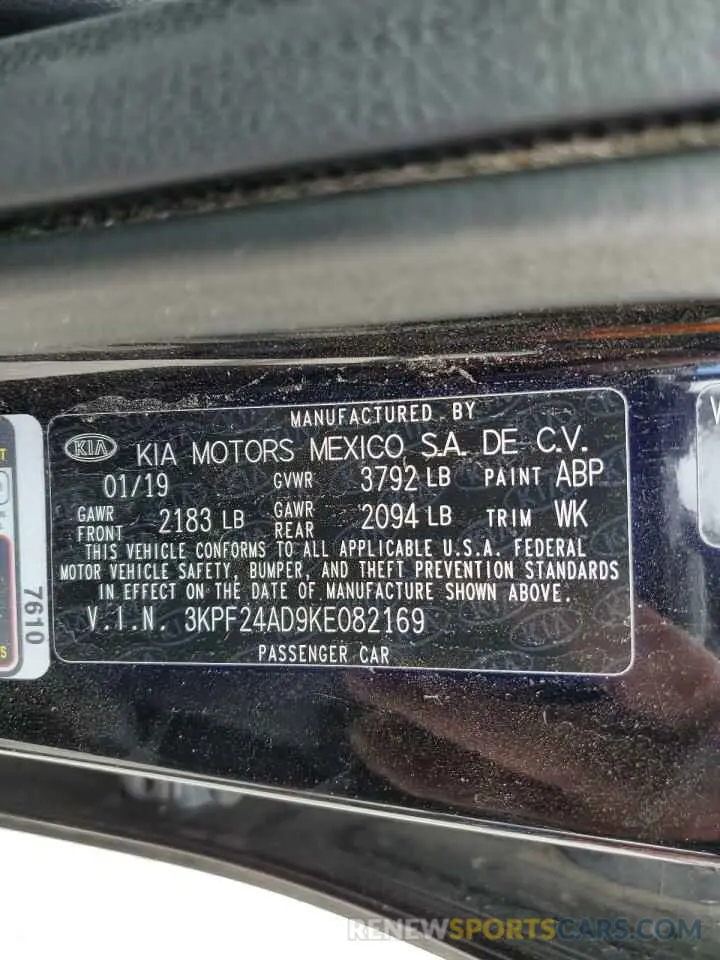 MANUFACTURED BY
KIA KIA MOTORS MEXICO S.A. DE C.V.
01/19 GVWR 3792 LB PAINT ABP
GAWR FRONT 2183 LB GAWR REAR 2094 LB TRIM WK
THIS VEHICLE CONFORMS TO ALL APPLICABLE U.S.A. FEDERAL
MOTOR VEHICLE SAFETY, BUMPER, AND THEFT PREVENTION STANDARDS
IN EFFECT ON THE DATE OF MANUFACTURE SHOWN ABOVE.
V.I.N. 3KPF24AD9KE082169
PASSENGER CAR
7610
RENEWSPORTSCARS.COM